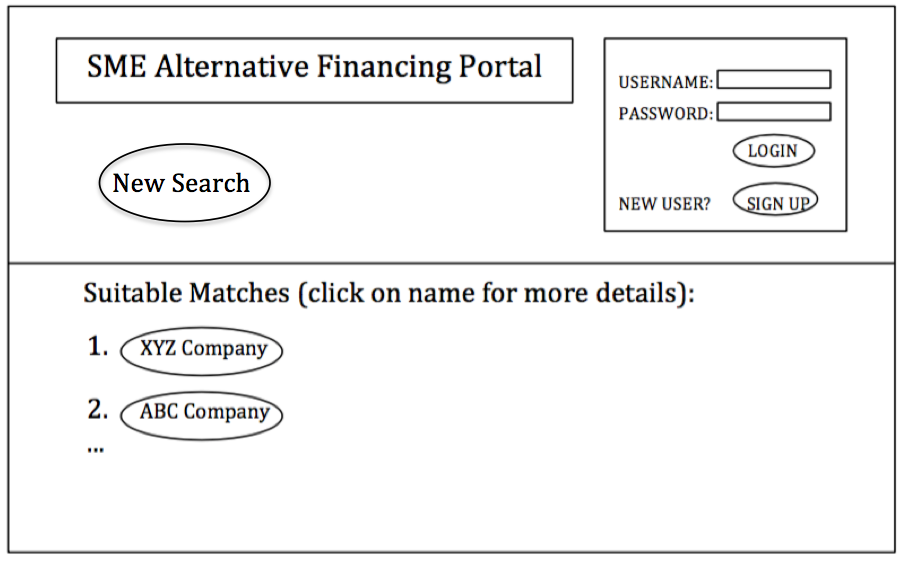 SME Alternative Financing Portal
USERNAME:
PASSWORD:
LOGIN
NEW USER? SIGN UP
New Search
Suitable Matches (click on name for more details):
1. XYZ Company
2. ABC Company
...